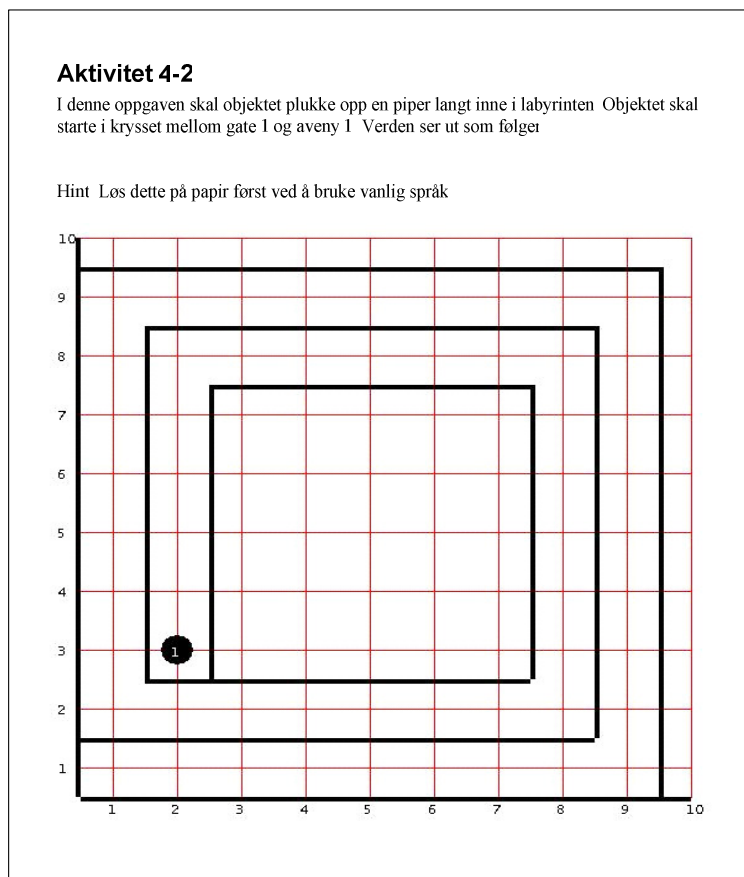 Aktivitet 4-2
I denne oppgaven skal objektet plukke opp en piper langt inne i labyrinten Objektet skal
starte i krysset mellom gate 1 og aveny 1 Verden ser ut som følger
Hint Løs dette på papir først ved å bruke vanlig språk
10
9
8
7
6
5
4
3
1
2
1
1 2 3 4 5 6 7 8 9 10